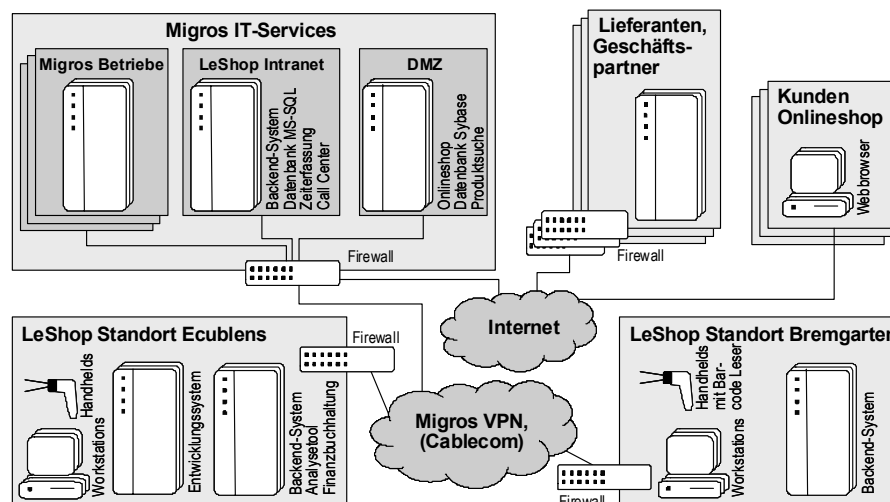 Migros IT-Services
Migros Betriebe
LeShop Intranet
Backend-System
Datenbank MS-SQL
Zeiterfassung
Call Center
DMZ
Onlineshop
Datenbank Sybase
Produktsuche
Firewall
Lieferanten,
Geschäfts-
partner
Firewall
Kunden
Onlineshop
Webbrowser
Internet
LeShop Standort Ecublens
Firewall
Handhelds
Workstations
Entwicklungssystem
Backend-System
Analysetool
Finanzbuchhaltung
Migros VPN,
(Cablecom)
LeShop Standort Bremgarten
Handhelds
mit Bar-
code Leser
Workstations
Backend-System
Firewall